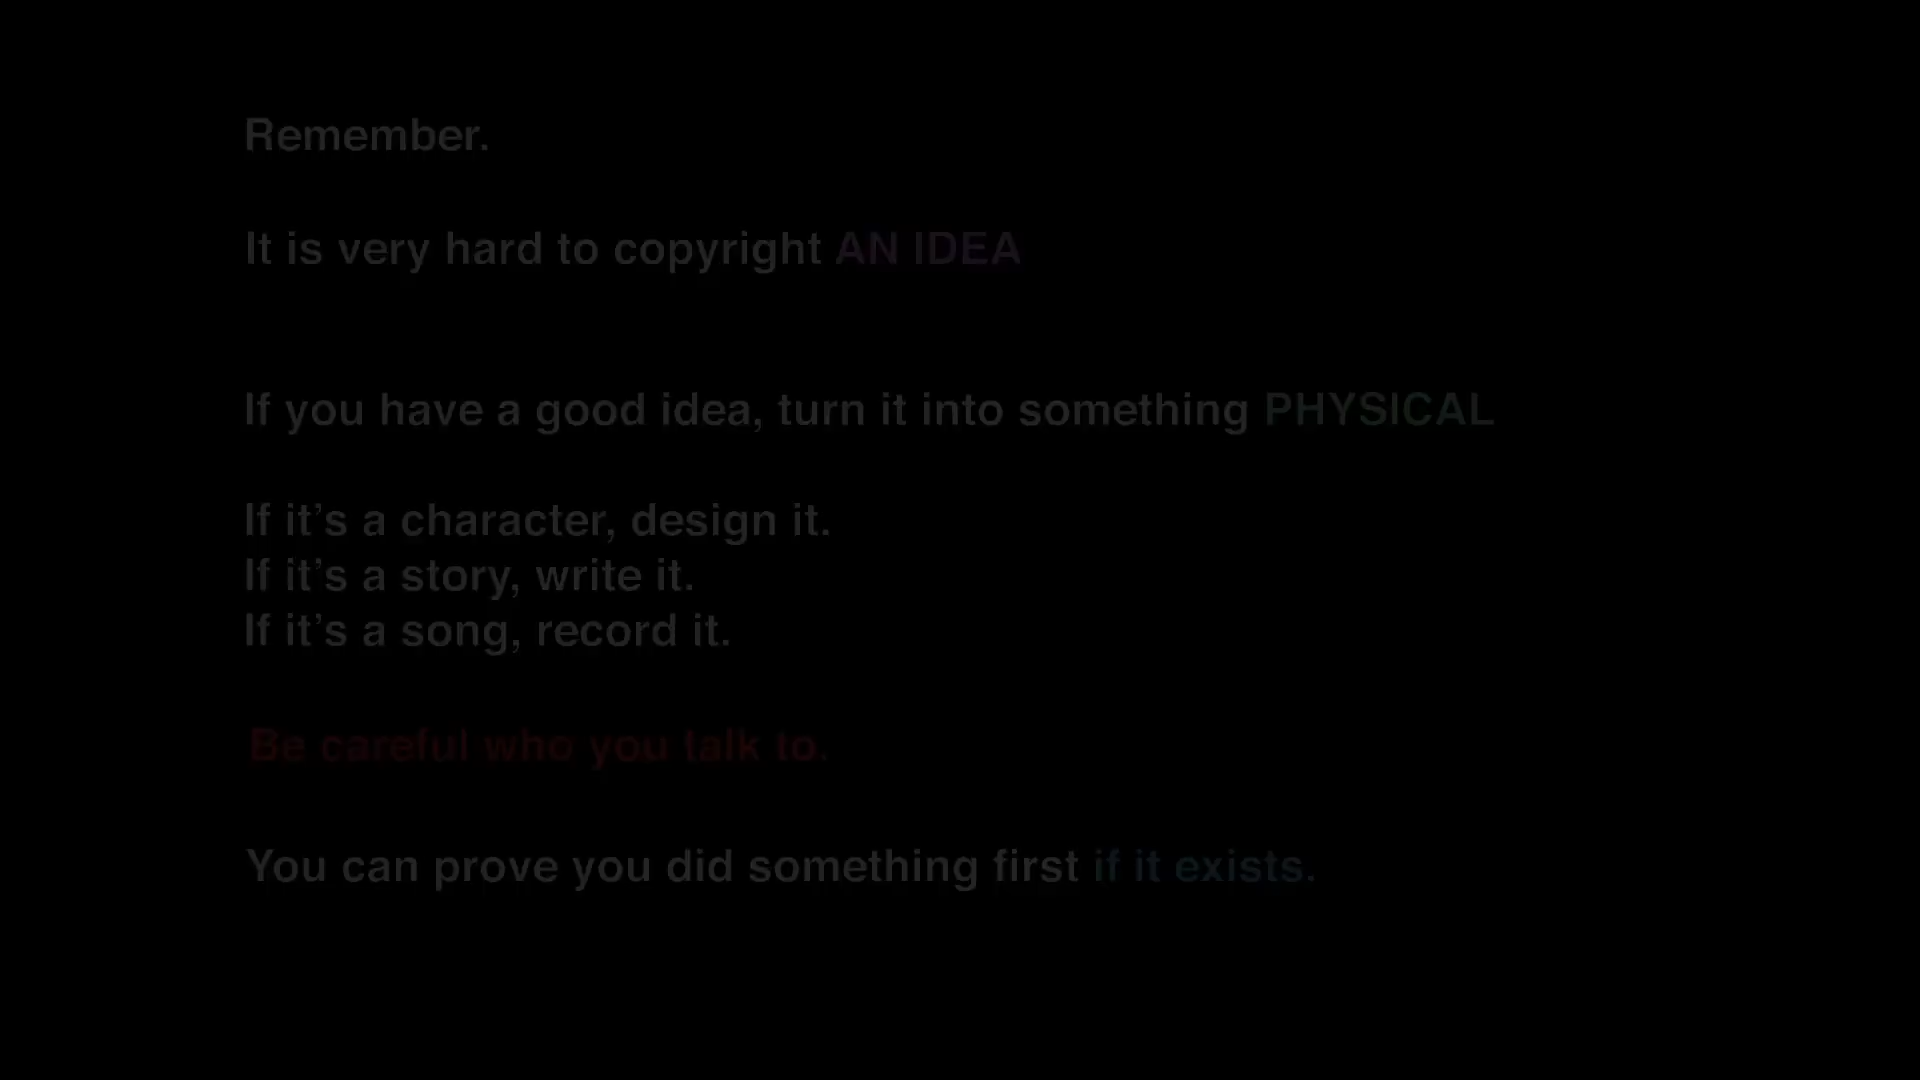 Remember.
It is very hard to copyright AN IDEA
If you have a good idea, turn it into something PHYSICAL
If it’s a character, design it.
If it’s a story, write it.
If it’s a song, record it.
Be careful who you talk to.
You can prove you did something first if it exists.